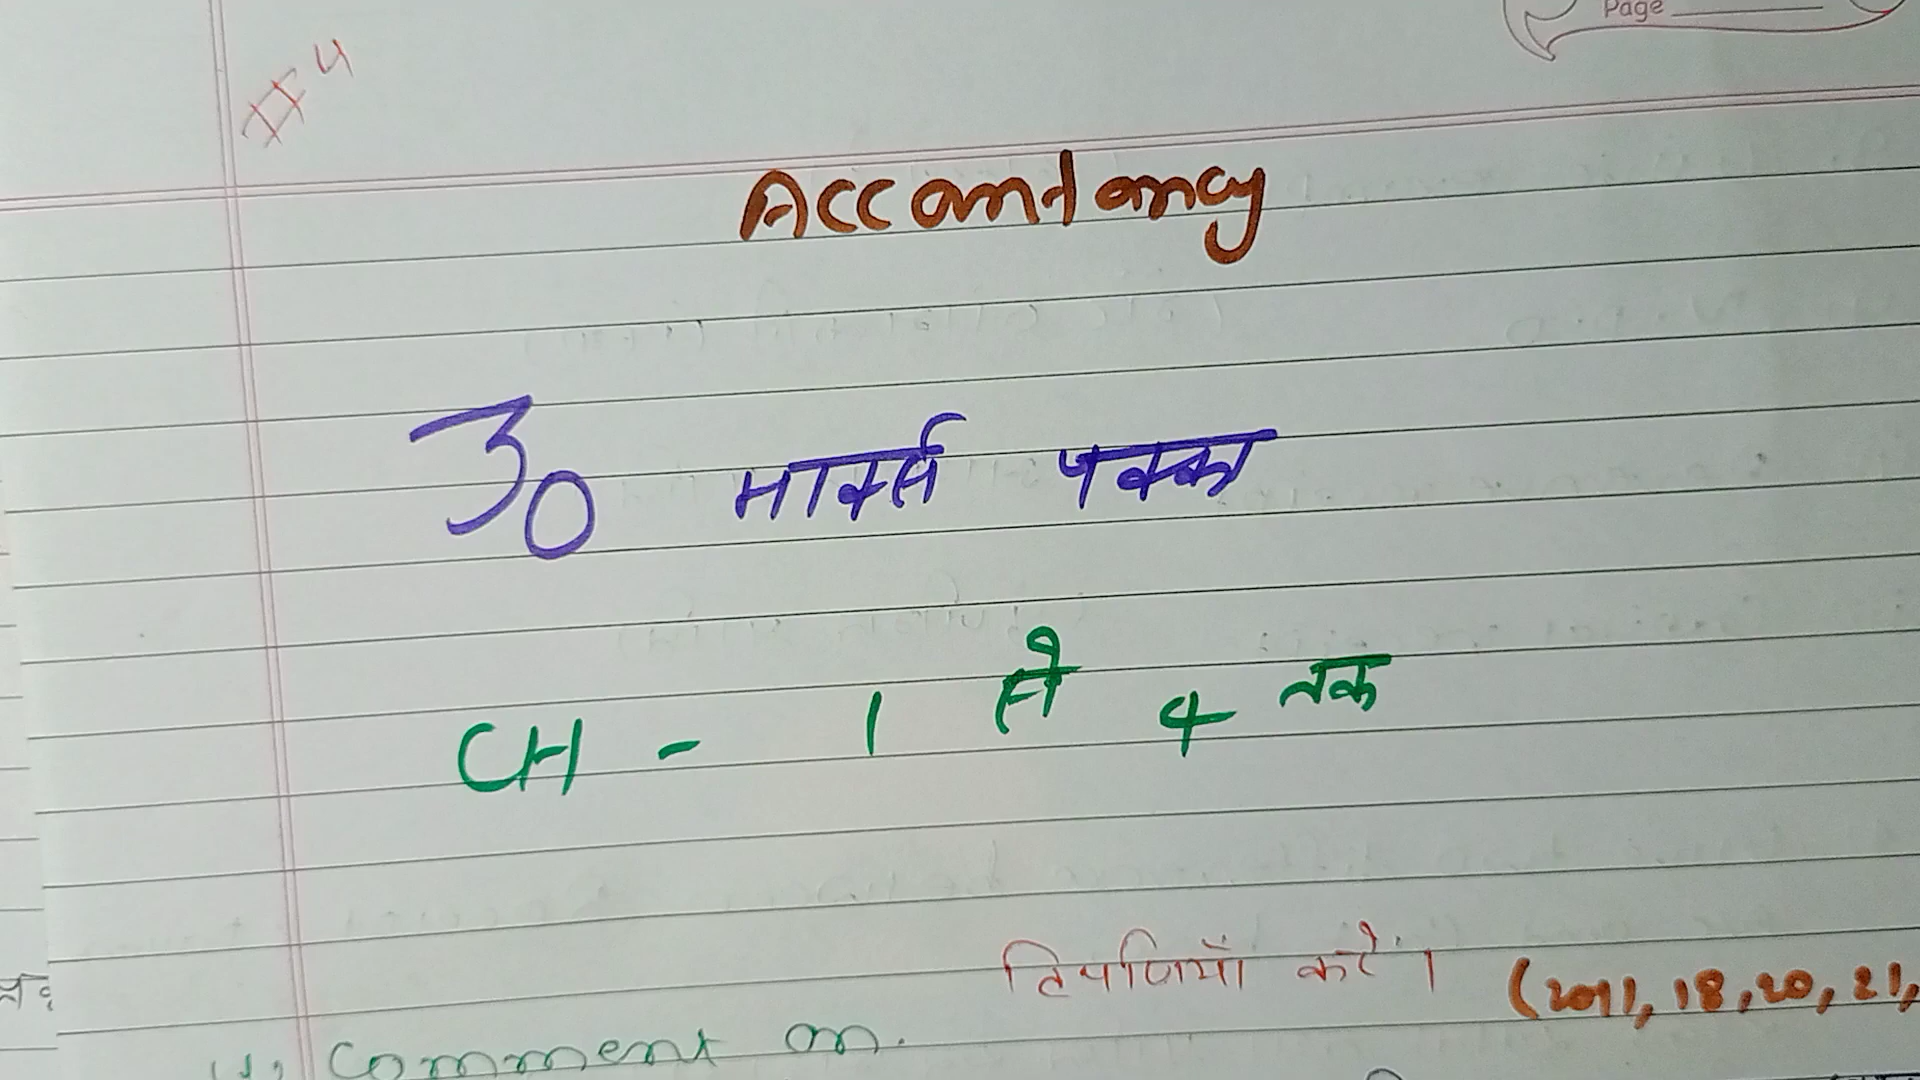 Page
#4
Accountancy
30 मार्क्स पक्का
CH - 1 से 4 तक
टिपणियाँ करें।
(2011, 18, 20, 21,
Comment on.